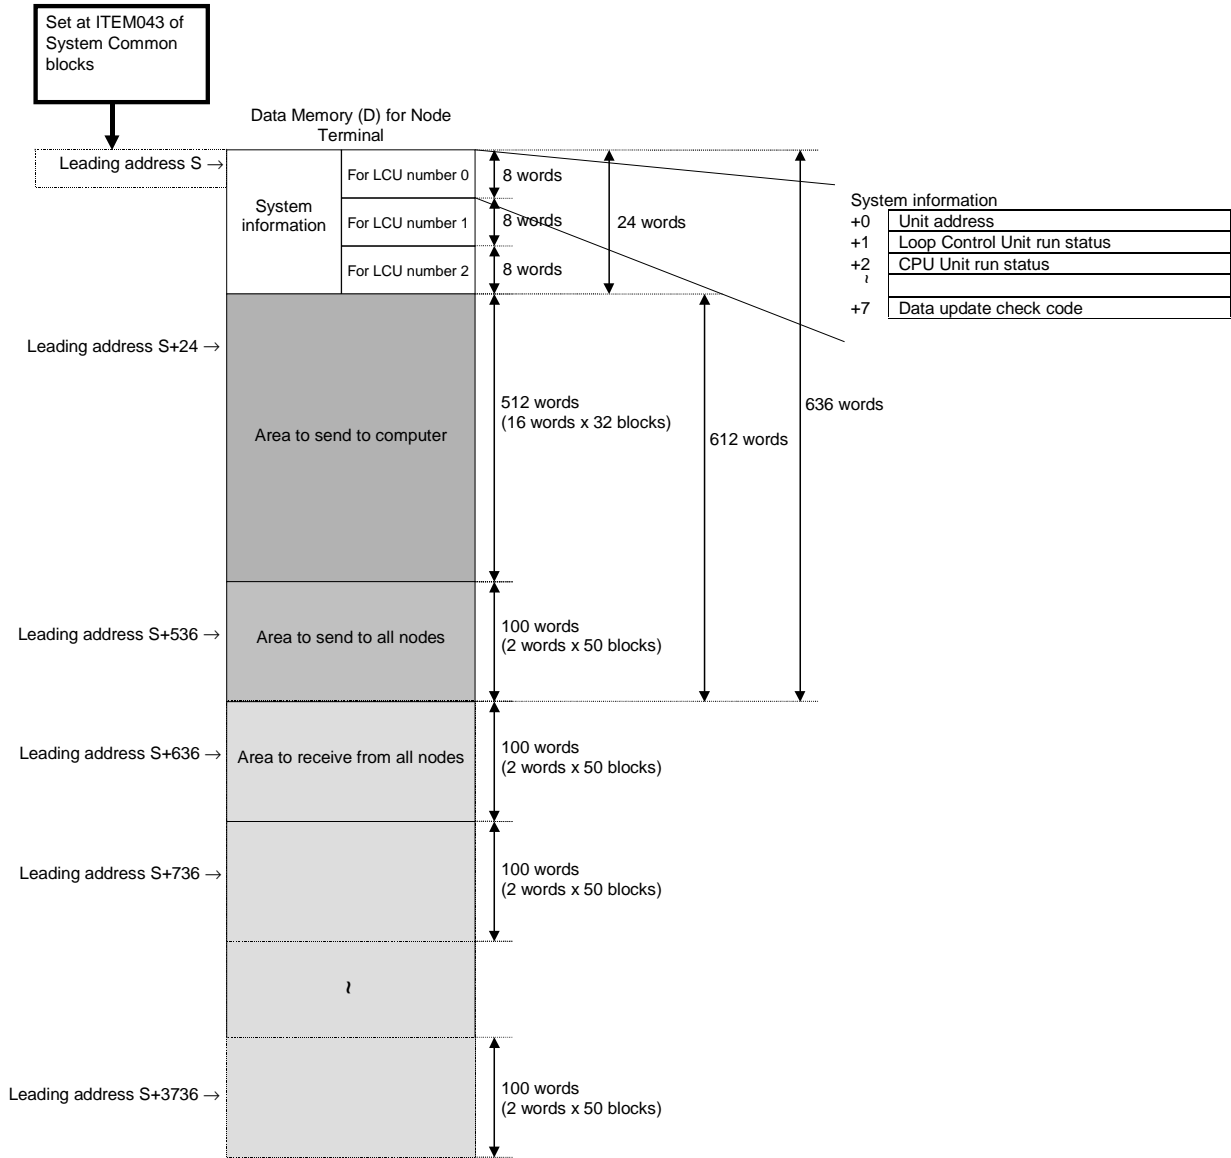 Set at ITEM043 of
System Common
blocks
Data Memory (D) for Node
Terminal
Leading address S →
System
information
For LCU number 0
8 words
For LCU number 1
8 words
For LCU number 2
8 words
24 words
636 words
System information
+0 Unit address
+1 Loop Control Unit run status
+2 CPU Unit run status
~
+7 Data update check code
Leading address S+24 →
Area to send to computer
512 words
(16 words x 32 blocks)
612 words
Leading address S+536 →
Area to send to all nodes
100 words
(2 words x 50 blocks)
Leading address S+636 →
Area to receive from all nodes
100 words
(2 words x 50 blocks)
Leading address S+736 →
100 words
(2 words x 50 blocks)
~
Leading address S+3736 →
100 words
(2 words x 50 blocks)